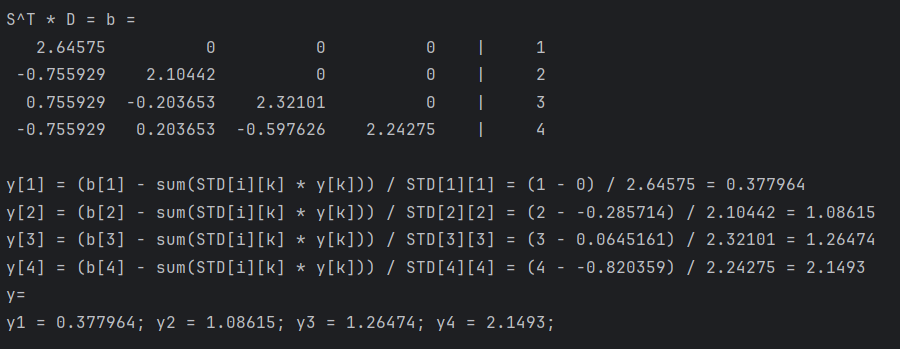 S^T * D = b =
2.64575 0 0 0 | 1
-0.755929 2.10442 0 0 | 2
0.755929 -0.203653 2.32101 0 | 3
-0.755929 0.203653 -0.597626 2.24275 | 4
y[1] = (b[1] - sum(STD[i][k] * y[k])) / STD[1][1] = (1 - 0) / 2.64575 = 0.377964
y[2] = (b[2] - sum(STD[i][k] * y[k])) / STD[2][2] = (2 - -0.285714) / 2.10442 = 1.08615
y[3] = (b[3] - sum(STD[i][k] * y[k])) / STD[3][3] = (3 - 0.0645161) / 2.32101 = 1.26474
y[4] = (b[4] - sum(STD[i][k] * y[k])) / STD[4][4] = (4 - -0.820359) / 2.24275 = 2.1493
y=
y1 = 0.377964; y2 = 1.08615; y3 = 1.26474; y4 = 2.1493;